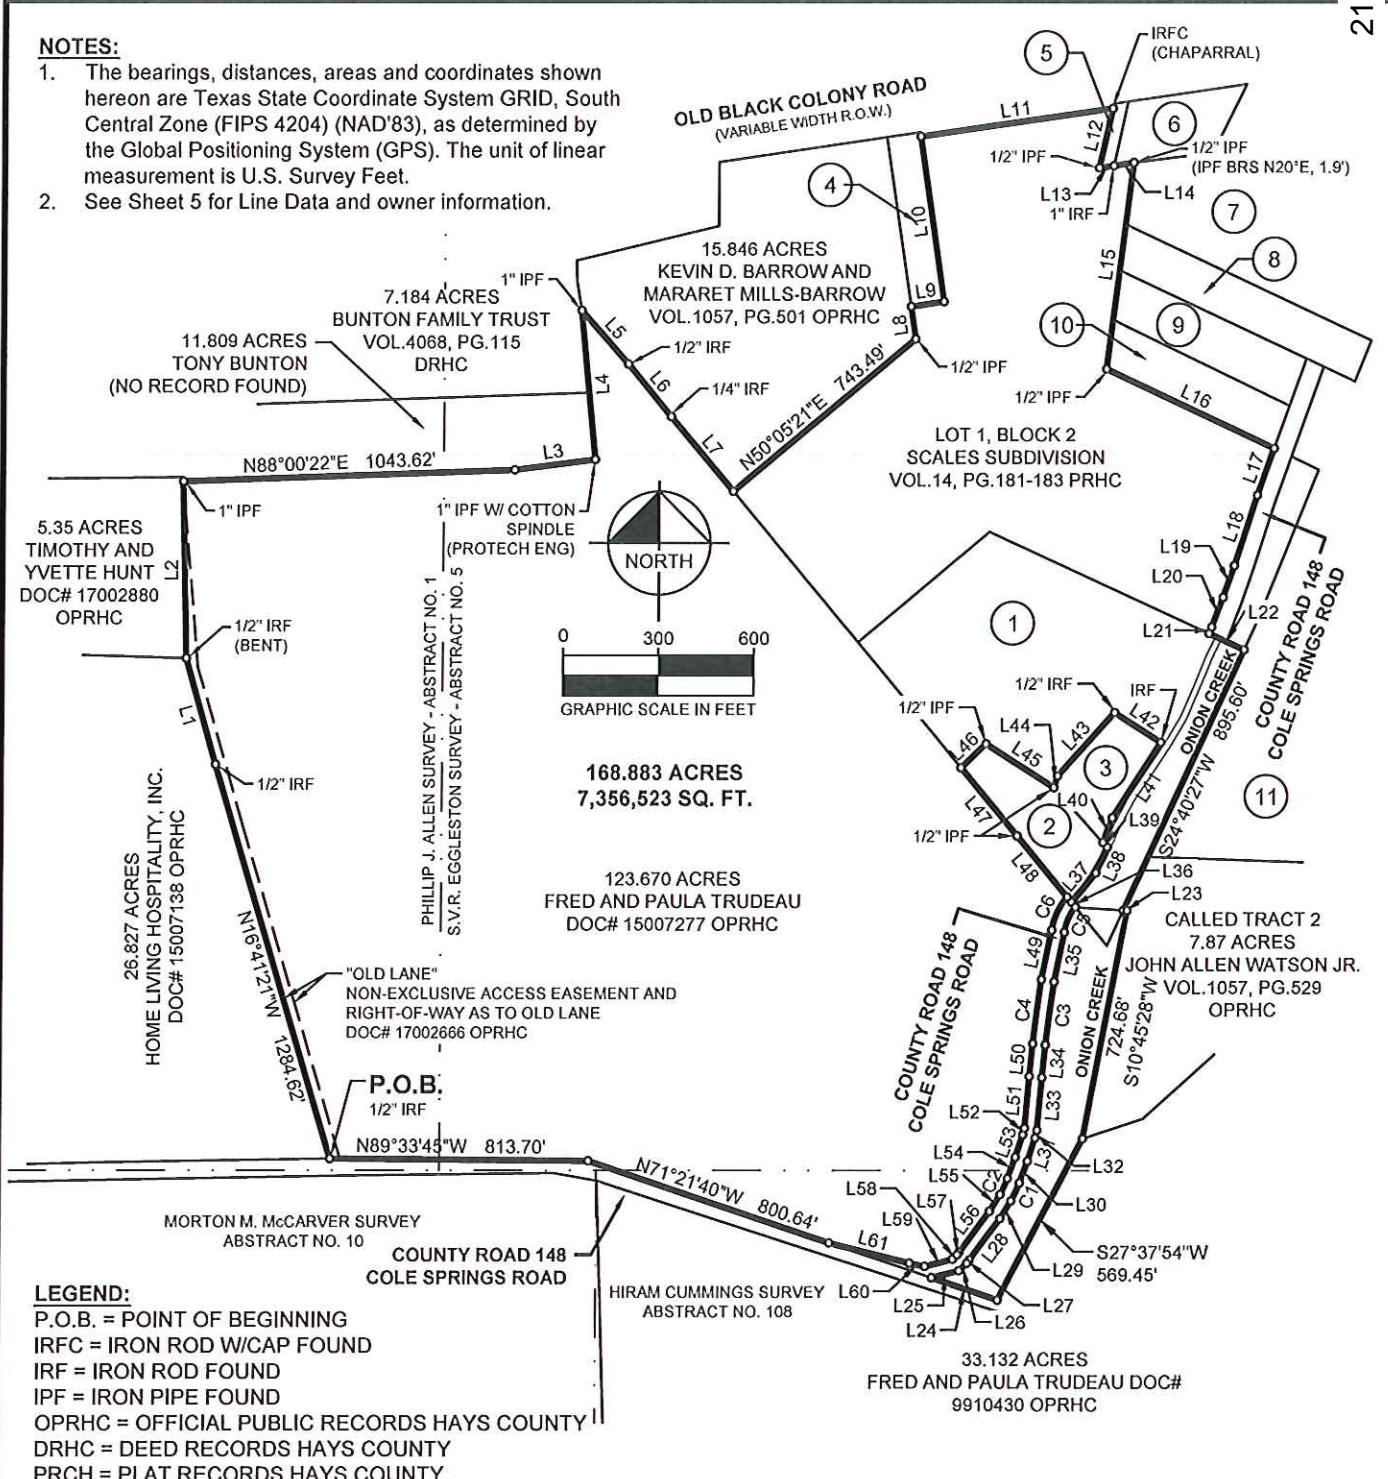 21
NOTES:
1. The bearings, distances, areas and coordinates shown
hereon are Texas State Coordinate System GRID, South
Central Zone (FIPS 4204) (NAD'83), as determined by
the Global Positioning System (GPS). The unit of linear
measurement is U.S. Survey Feet.
2. See Sheet 5 for Line Data and owner information.
OLD BLACK COLONY ROAD
(VARIABLE WIDTH R.O.W.)
L11
5
IRFC
(CHAPARRAL)
L12
6
1/2" IPF
1/2" IPF
(IPF BRS N20°E, 1.9')
L13
1" IRF
L14
4
L10
7
8
15.846 ACRES
KEVIN D. BARROW AND
MARARET MILLS-BARROW
VOL.1057, PG.501 OPRHC
L9
L8
L15
10
9
1" IPF
7.184 ACRES
BUNTON FAMILY TRUST
VOL.4068, PG.115
DRHC
11.809 ACRES
TONY BUNTON
(NO RECORD FOUND)
L5
1/2" IRF
L6
1/4" IRF
L4
L7
N50°05'21"E 743.49'
1/2" IPF
1/2" IPF
L16
LOT 1, BLOCK 2
SCALES SUBDIVISION
VOL.14, PG.181-183 PRHC
L17
L18
N88°00'22"E 1043.62'
L3
1" IPF
1" IPF W/ COTTON
SPINDLE
(PROTECH ENG)
NORTH
5.35 ACRES
TIMOTHY AND
YVETTE HUNT
DOC# 17002880
OPRHC
L2
1/2" IRF
(BENT)
L1
1/2" IRF
PHILLIP J. ALLEN SURVEY - ABSTRACT NO. 1
S.V.R. EGGLESTON SURVEY - ABSTRACT NO. 5
0 300 600
GRAPHIC SCALE IN FEET
168.883 ACRES
7,356,523 SQ. FT.
123.670 ACRES
FRED AND PAULA TRUDEAU
DOC# 15007277 OPRHC
L19
L20
L21
L22
COUNTY ROAD 148
COLE SPRINGS ROAD
1
1/2" IRF
IRF
1/2" IPF
L44
L43
L42
L46
L45
3
L41
ONION CREEK
S24°40'27"W 895.60'
11
L47
L40
2
L39
1/2" IPF
L48
L38
L37
L36
L23
C6
C5
CALLED TRACT 2
7.87 ACRES
JOHN ALLEN WATSON JR.
VOL.1057, PG.529
OPRHC
26.827 ACRES
HOME LIVING HOSPITALITY, INC.
DOC# 15007138 OPRHC
N16°41'21"W 1284.62'
"OLD LANE"
NON-EXCLUSIVE ACCESS EASEMENT AND
RIGHT-OF-WAY AS TO OLD LANE
DOC# 17002666 OPRHC
COUNTY ROAD 148
COLE SPRINGS ROAD
L49
L35
C4
C3
L50
L34
L51
L33
ONION CREEK
724.68'
S10°45'28"W
P.O.B.
1/2" IRF
N89°33'45"W 813.70'
N71°21'40"W 800.64'
L52
L53
L54
L55
C2
L31
L32
C1
L30
L58
L57
L56
L59
L28
L61
L29
S27°37'54"W
569.45'
L60
L25
L24
L26
L27
MORTON M. McCARVER SURVEY
ABSTRACT NO. 10
COUNTY ROAD 148
COLE SPRINGS ROAD
HIRAM CUMMINGS SURVEY
ABSTRACT NO. 108
33.132 ACRES
FRED AND PAULA TRUDEAU DOC#
9910430 OPRHC
LEGEND:
P.O.B. = POINT OF BEGINNING
IRFC = IRON ROD W/CAP FOUND
IRF = IRON ROD FOUND
IPF = IRON PIPE FOUND
OPRHC = OFFICIAL PUBLIC RECORDS HAYS COUNTY
DRHC = DEED RECORDS HAYS COUNTY
PRCH = PLAT RECORDS HAYS COUNTY